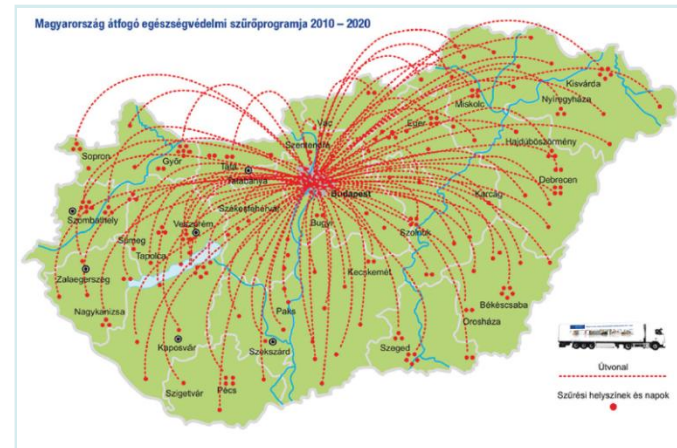 Magyarország átfogó egészségvédelmi szűrőprogramja 2010 – 2020
Kisvárda
Miskolc
Nyíregyháza
Vác
Eger
Szentendre
Sopron
Győr
Tata
Tatabánya
Hajdúböszörmény
Debrecen
Budapest
Karcag
Székesfehérvár
Szombathely
Veszprém
Bugyi
Szolnok
Sümeg
Tapolca
Zalaegerszeg
Kecskemét
Nagykanizsa
Paks
Békéscsaba
Orosháza
Kaposvár
Szekszárd
Szeged
Szigetvár
Pécs
Útvonal
Szűrési helyszínek és napok